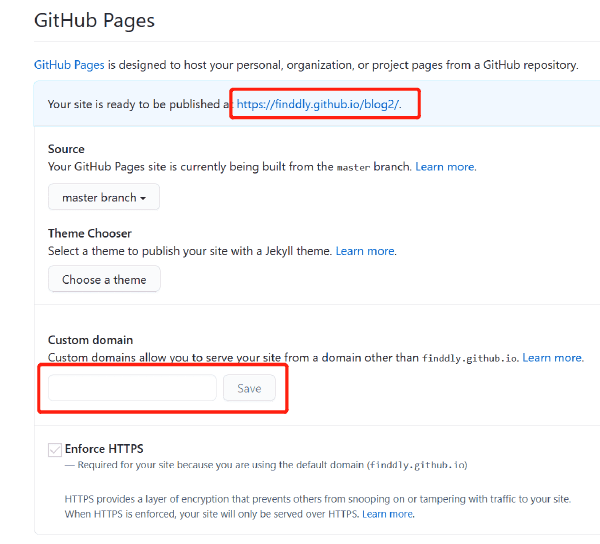 GitHub Pages
GitHub Pages is designed to host your personal, organization, or project pages from a GitHub repository.
Your site is ready to be published a https://finddly.github.io/blog2/.
Source
Your GitHub Pages site is currently being built from the master branch. Learn more.
master branch
Theme Chooser
Select a theme to publish your site with a Jekyll theme. Learn more.
Choose a theme
Custom domain
Custom domains allow you to serve your site from a domain other than finddly.github.io. Learn more.
Save
Enforce HTTPS
— Required for your site because you are using the default domain (finddly.github.io)
HTTPS provides a layer of encryption that prevents others from snooping on or tampering with traffic to your site.
When HTTPS is enforced, your site will only be served over HTTPS. Learn more.